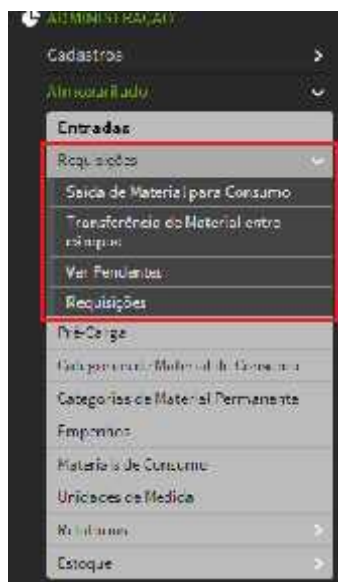 ADMINISTRAÇÃO
Cadastros
Almoxarifado
Entradas
Requisições
Saída de Material para Consumo
Transferência de Material entre
câmpus
Ver Pendentes
Requisições
Pré-Carga
Categorias de Material de Consumo
Categorias de Material Permanente
Empenhos
Materiais de Consumo
Unidades de Medida
Relatórios
Estoque